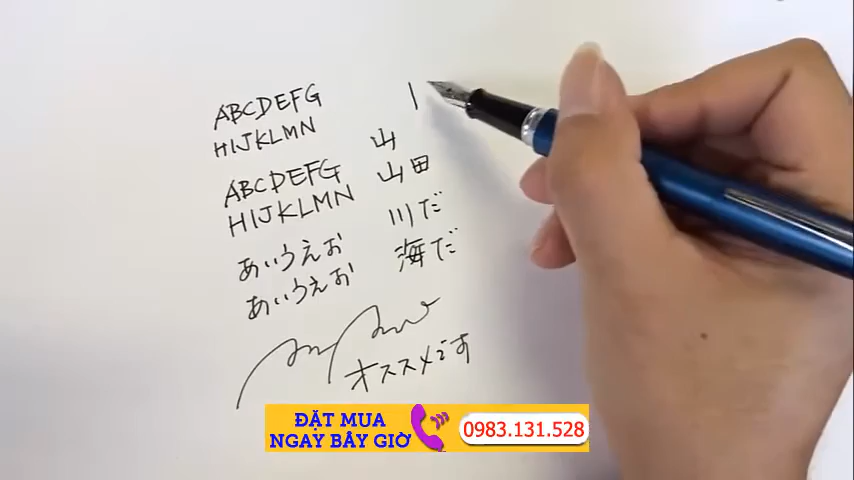 ABCDEFG
HIJKLMN
ABCDEFG
HIJKLMN
あいうえお
あいうえお
山
山田
川だ
海だ
オススメです
ĐẶT MUA
NGAY BÂY GIỜ
0983.131.528